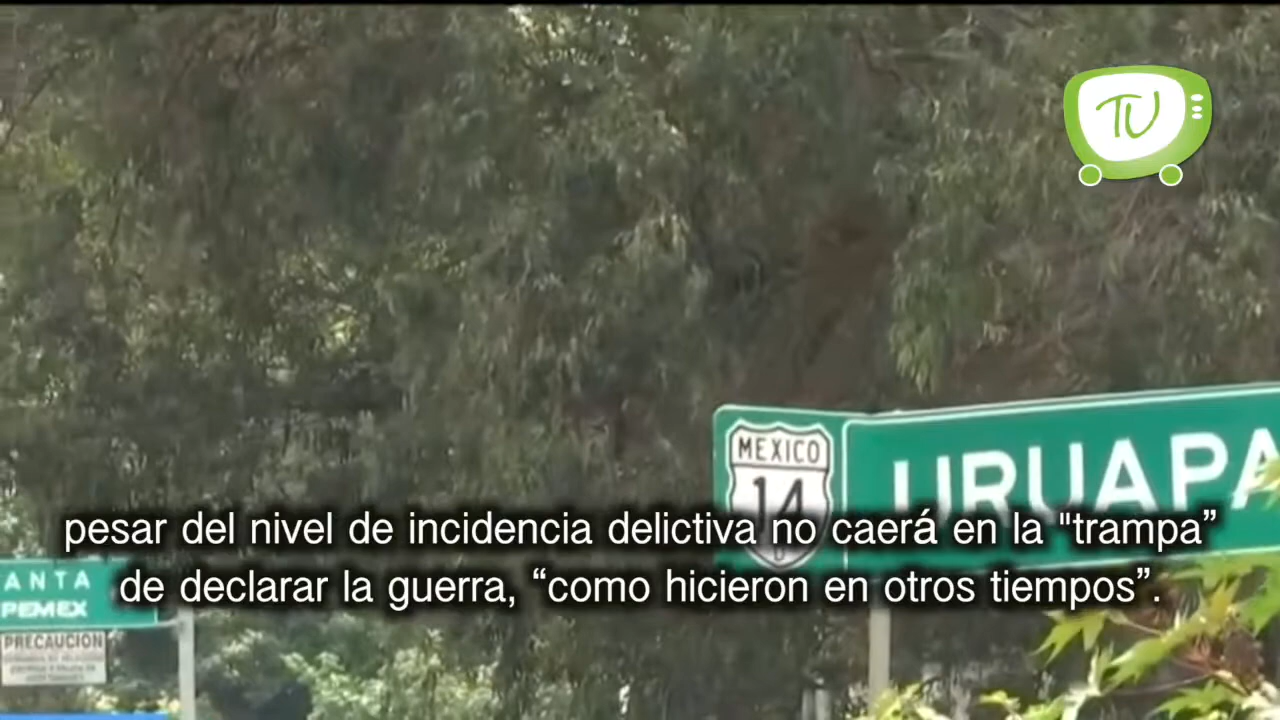 TV
MEXICO
14
D
URUAPA
pesar del nivel de incidencia delictiva no caerá en la "trampa”
de declarar la guerra, “como hicieron en otros tiempos”.
ANTA
PEMEX
PRECAUCION